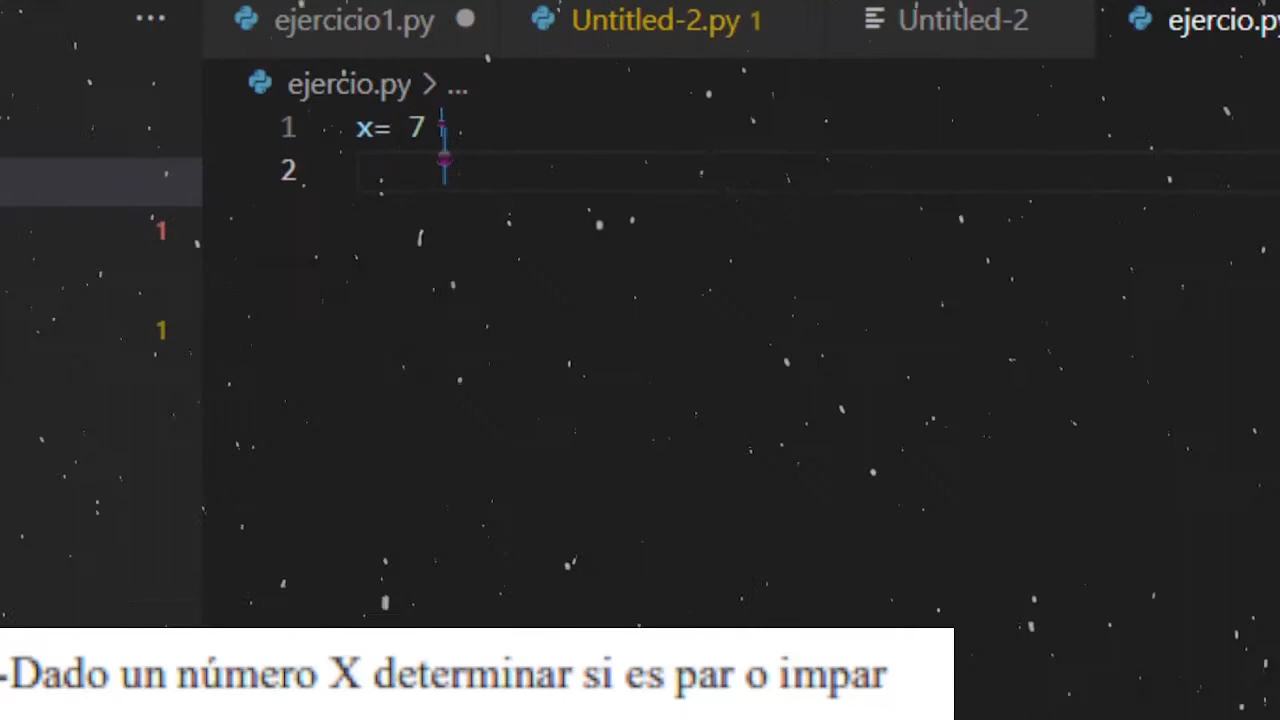 ejercicio1.py
Untitled-2.py 1
Untitled-2
ejercio.py
ejercio.py > ...
1 x= 7
2
1
1
-Dado un número X determinar si es par o impar